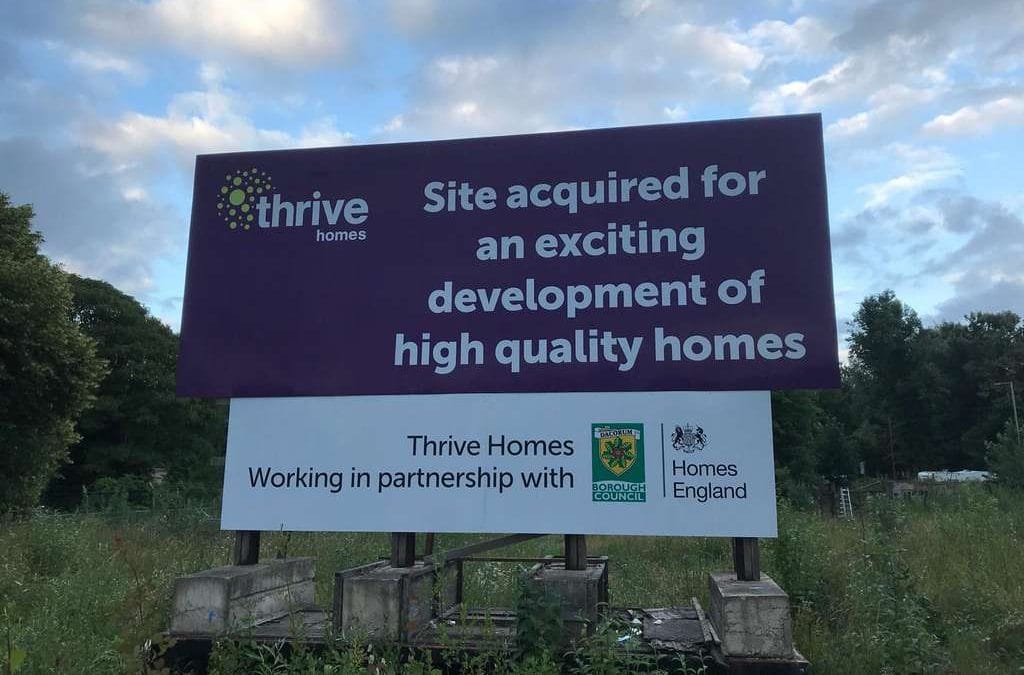 thrive
homes
Site acquired for
an exciting
development of
high quality homes
Thrive Homes
Working in partnership with
DACORUM
BOROUGH
COUNCIL
Homes
England